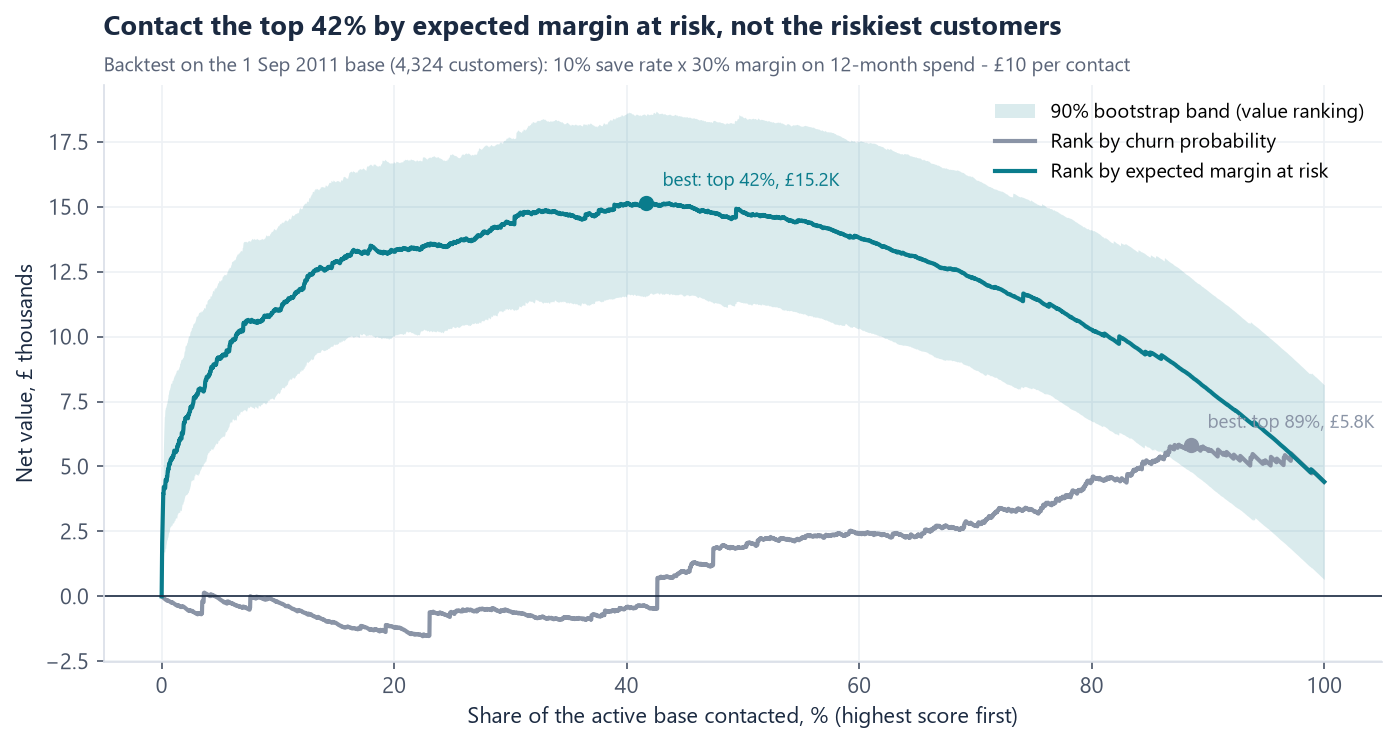 Contact the top 42% by expected margin at risk, not the riskiest customers
Backtest on the 1 Sep 2011 base (4,324 customers): 10% save rate x 30% margin on 12-month spend - £10 per contact
90% bootstrap band (value ranking)
Rank by churn probability
Rank by expected margin at risk
best: top 42%, £15.2K
best: top 89%, £5.8K
Net value, £ thousands
17.5
15.0
12.5
10.0
7.5
5.0
2.5
0.0
−2.5
0 20 40 60 80 100
Share of the active base contacted, % (highest score first)